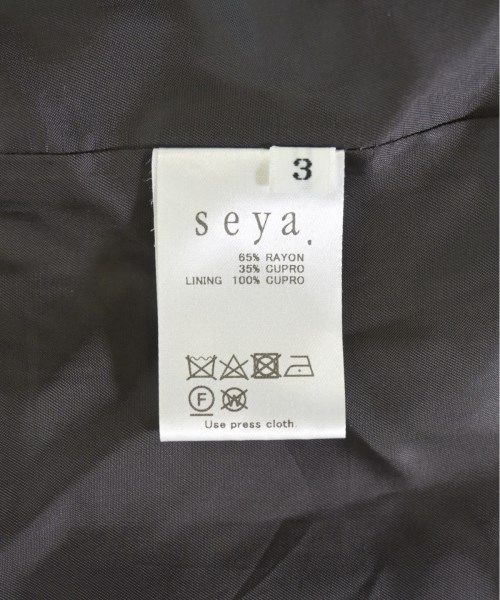 3
seya.
65% RAYON
35% CUPRO
LINING 100% CUPRO
F W
Use press cloth.